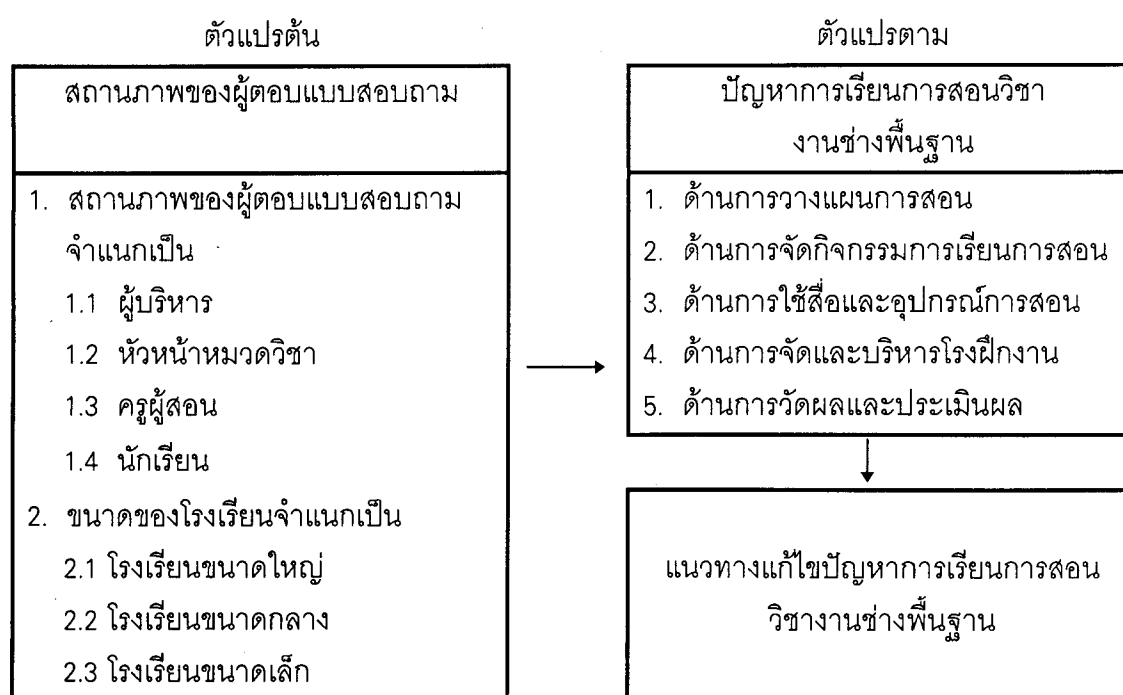 ตัวแปรต้น
สถานภาพของผู้ตอบแบบสอบถาม
1. สถานภาพของผู้ตอบแบบสอบถาม
จำแนกเป็น
1.1 ผู้บริหาร
1.2 หัวหน้าหมวดวิชา
1.3 ครูผู้สอน
1.4 นักเรียน
2. ขนาดของโรงเรียนจำแนกเป็น
2.1 โรงเรียนขนาดใหญ่
2.2 โรงเรียนขนาดกลาง
2.3 โรงเรียนขนาดเล็ก
ตัวแปรตาม
ปัญหาการเรียนการสอนวิชา
งานช่างพื้นฐาน
1. ด้านการวางแผนการสอน
2. ด้านการจัดกิจกรรมการเรียนการสอน
3. ด้านการใช้สื่อและอุปกรณ์การสอน
4. ด้านการจัดและบริหารโรงฝึกงาน
5. ด้านการวัดผลและประเมินผล
แนวทางแก้ไขปัญหาการเรียนการสอน
วิชางานช่างพื้นฐาน